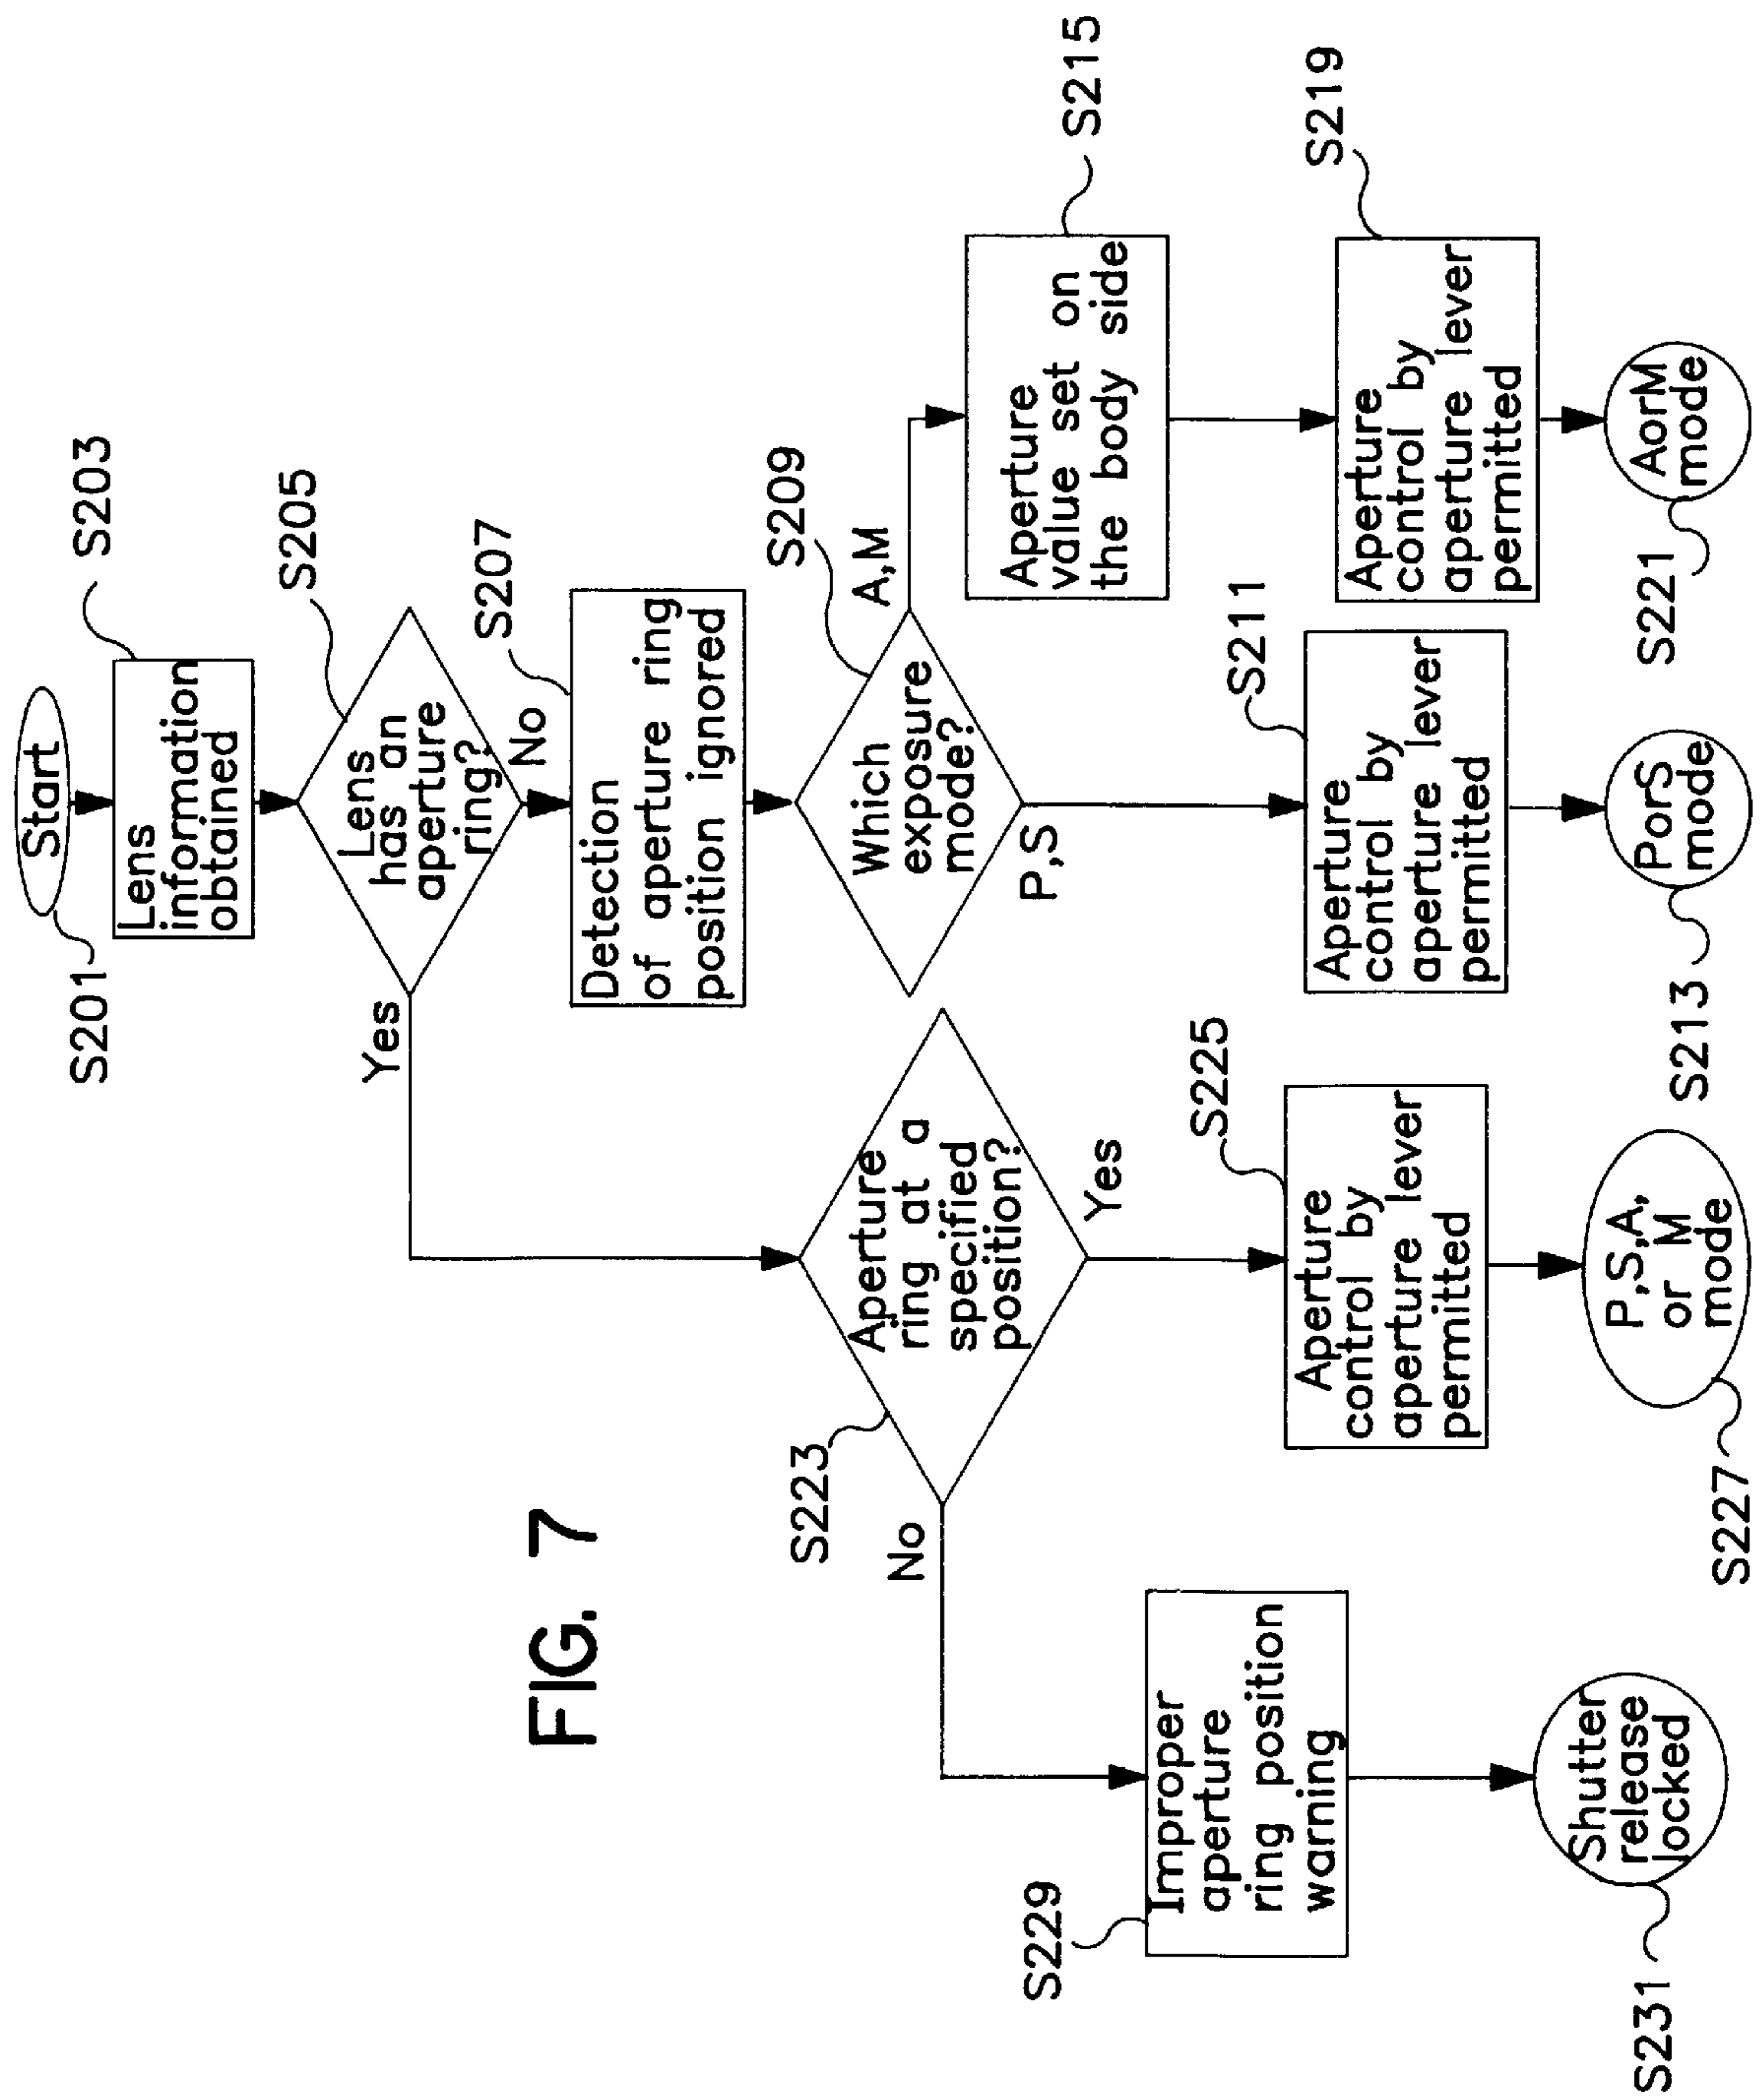 FIG. 7
Start
S201
Lens
information
obtained
S203
Lens
has an
aperture
ring?
S205
Yes
No
Detection
of aperture ring
position ignored
S207
Which
exposure
mode?
S209
A,M
P,S
Aperture
value set on
the body side
S215
Aperture
control by
aperture lever
permitted
S219
AorM
mode
S221
Aperture
control by
aperture lever
permitted
S211
PorS
mode
S213
Aperture
ring at a
specified
position?
S223
Yes
No
Aperture
control by
aperture lever
permitted
S225
P,S,A,
or M
mode
S227
Improper
aperture
ring position
warning
S229
Shutter
release
locked
S231